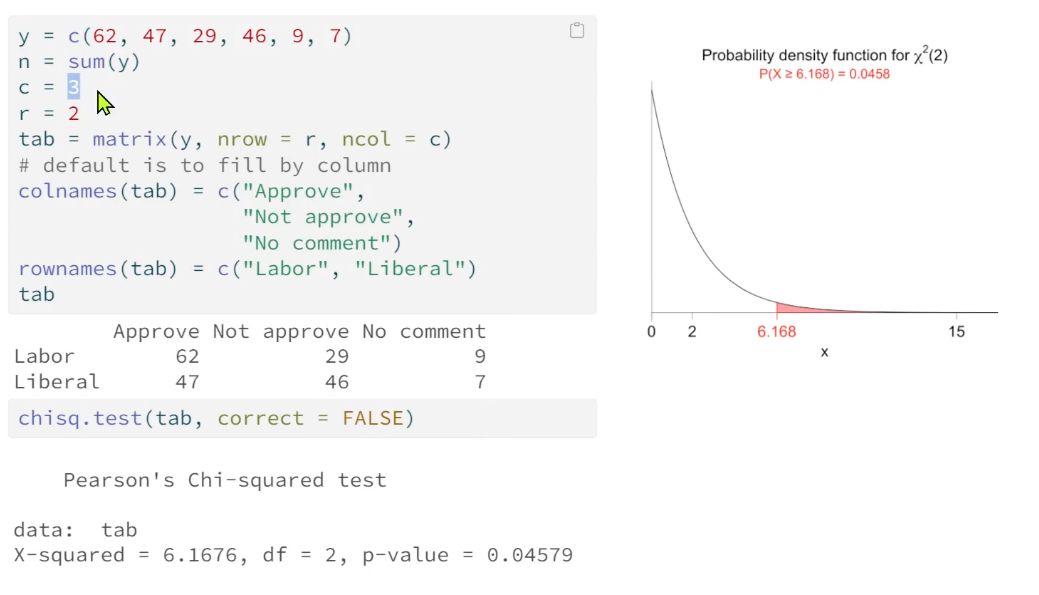 y = c(62, 47, 29, 46, 9, 7)
n = sum(y)
c = 3
r = 2
tab = matrix(y, nrow = r, ncol = c)
# default is to fill by column
colnames(tab) = c("Approve",
"Not approve",
"No comment")
rownames(tab) = c("Labor", "Liberal")
tab
Approve Not approve No comment
Labor 62 29 9
Liberal 47 46 7
chisq.test(tab, correct = FALSE)
Pearson's Chi-squared test
data: tab
X-squared = 6.1676, df = 2, p-value = 0.04579
Probability density function for χ²(2)
P(X ≥ 6.168) = 0.0458
0 2 6.168 15
x